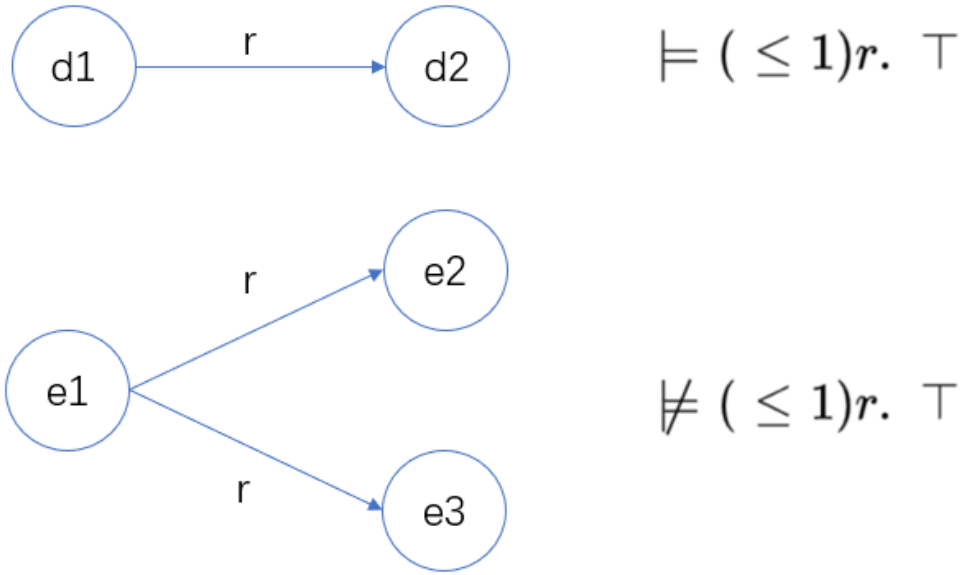 d1 r d2 ⊨ ( ≤ 1)r. ⊤
r e2
e1 ⊭ ( ≤ 1)r. ⊤
r e3